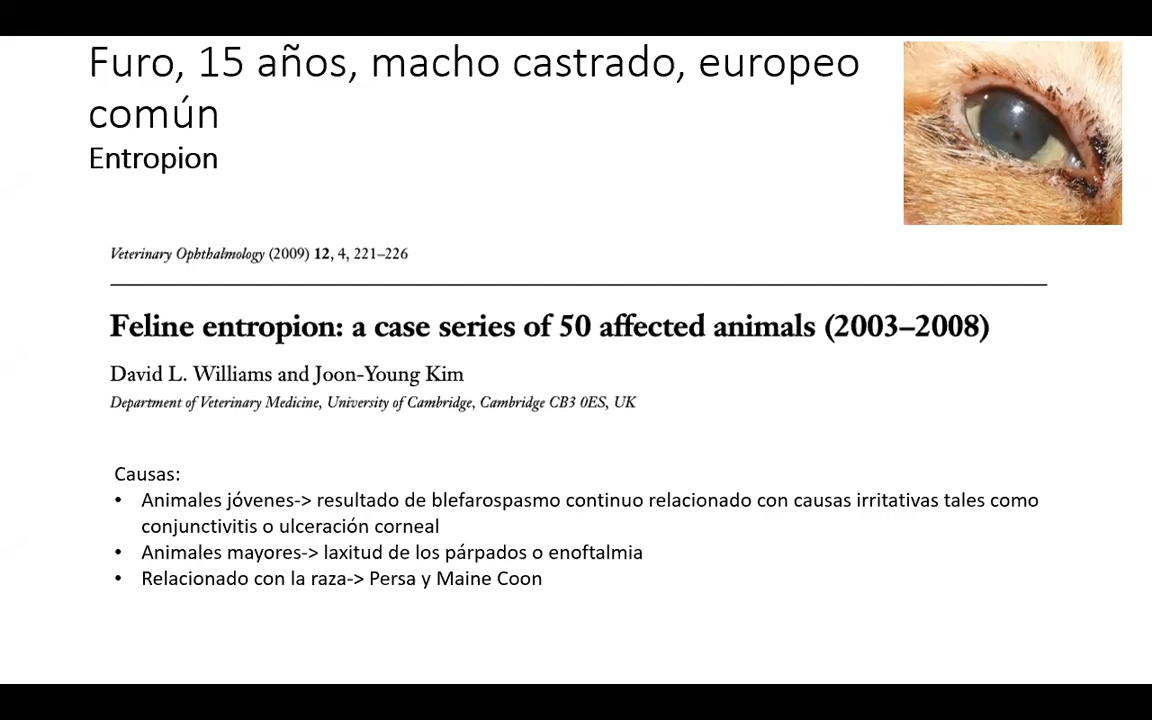 Furo, 15 años, macho castrado, europeo
común
Entropion
Veterinary Ophthalmology (2009) 12, 4, 221–226
Feline entropion: a case series of 50 affected animals (2003–2008)
David L. Williams and Joon-Young Kim
Department of Veterinary Medicine, University of Cambridge, Cambridge CB3 0ES, UK
Causas:
• Animales jóvenes-> resultado de blefarospasmo continuo relacionado con causas irritativas tales como
conjunctivitis o ulceración corneal
• Animales mayores-> laxitud de los párpados o enoftalmia
• Relacionado con la raza-> Persa y Maine Coon